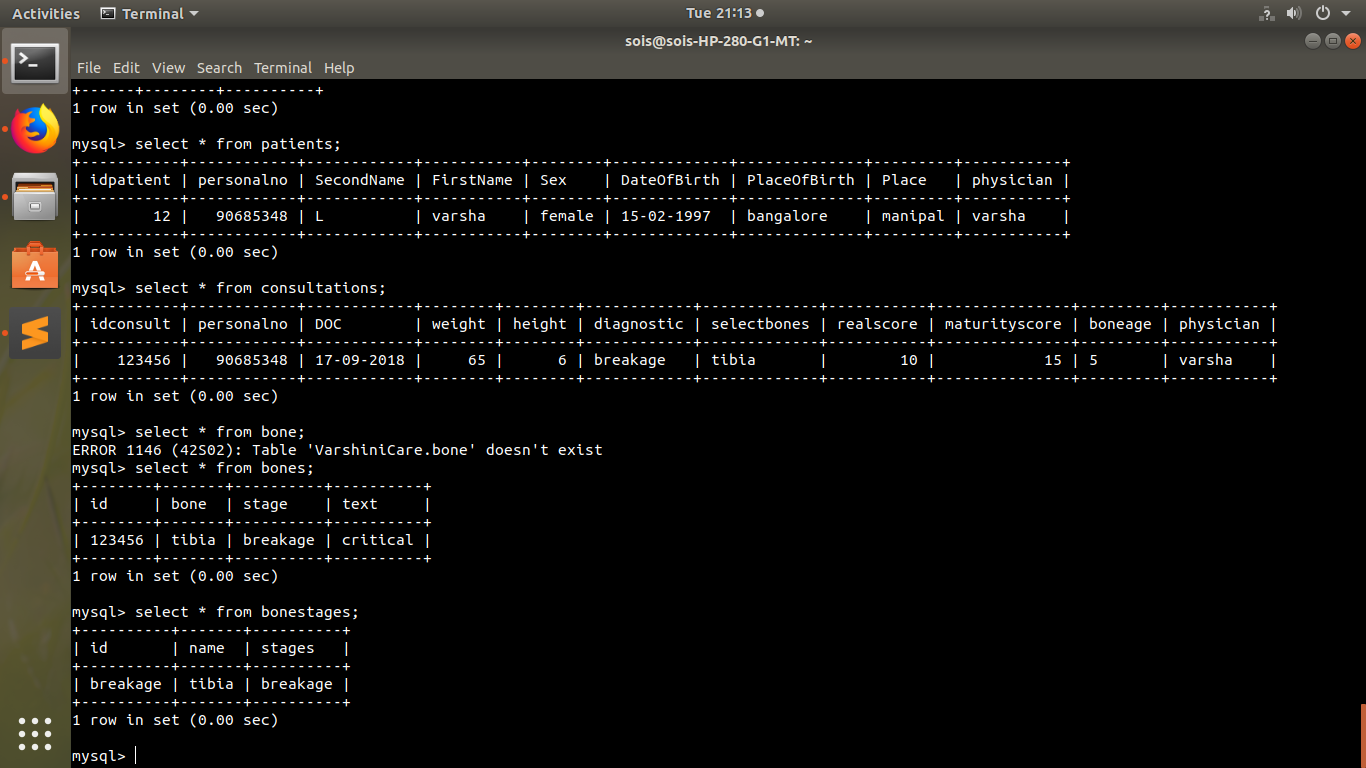 Activities Terminal Tue 21:13
sois@sois-HP-280-G1-MT: ~
File Edit View Search Terminal Help
+------+--------+----------+
1 row in set (0.00 sec)
mysql> select * from patients;
+-----------+------------+------------+-----------+--------+-------------+--------------+---------+-----------+
| idpatient | personalno | SecondName | FirstName | Sex    | DateOfBirth | PlaceOfBirth | Place   | physician |
+-----------+------------+------------+-----------+--------+-------------+--------------+---------+-----------+
|        12 |   90685348 | L          | varsha    | female | 15-02-1997  | bangalore    | manipal | varsha    |
+-----------+------------+------------+-----------+--------+-------------+--------------+---------+-----------+
1 row in set (0.00 sec)
mysql> select * from consultations;
+-----------+------------+------------+--------+--------+------------+-------------+-----------+---------------+---------+-----------+
| idconsult | personalno | DOC        | weight | height | diagnostic | selectbones | realscore | maturityscore | boneage | physician |
+-----------+------------+------------+--------+--------+------------+-------------+-----------+---------------+---------+-----------+
|    123456 |   90685348 | 17-09-2018 |     65 |      6 | breakage   | tibia       |        10 |            15 | 5       | varsha    |
+-----------+------------+------------+--------+--------+------------+-------------+-----------+---------------+---------+-----------+
1 row in set (0.00 sec)
mysql> select * from bone;
ERROR 1146 (42S02): Table 'VarshiniCare.bone' doesn't exist
mysql> select * from bones;
+--------+-------+----------+----------+
| id     | bone  | stage    | text     |
+--------+-------+----------+----------+
| 123456 | tibia | breakage | critical |
+--------+-------+----------+----------+
1 row in set (0.00 sec)
mysql> select * from bonestages;
+----------+-------+----------+
| id       | name  | stages   |
+----------+-------+----------+
| breakage | tibia | breakage |
+----------+-------+----------+
1 row in set (0.00 sec)
mysql>